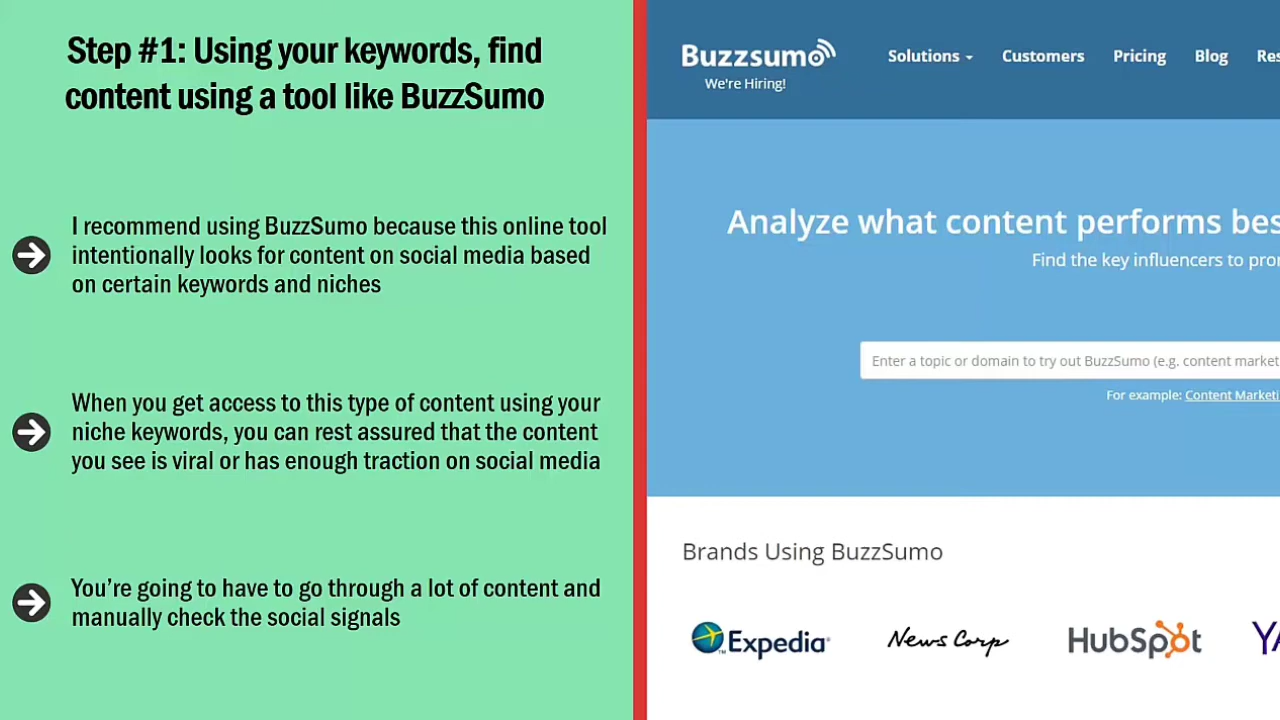 Step #1: Using your keywords, find
content using a tool like BuzzSumo
I recommend using BuzzSumo because this online tool
intentionally looks for content on social media based
on certain keywords and niches
When you get access to this type of content using your
niche keywords, you can rest assured that the content
you see is viral or has enough traction on social media
You're going to have to go through a lot of content and
manually check the social signals
Buzzsumo
We're Hiring!
Solutions Customers Pricing Blog Res
Analyze what content performs bes
Find the key influencers to pro
Enter a topic or domain to try out BuzzSumo (e.g. content market
For example: Content Marketi
Brands Using BuzzSumo
Expedia News Corp HubSpot YA